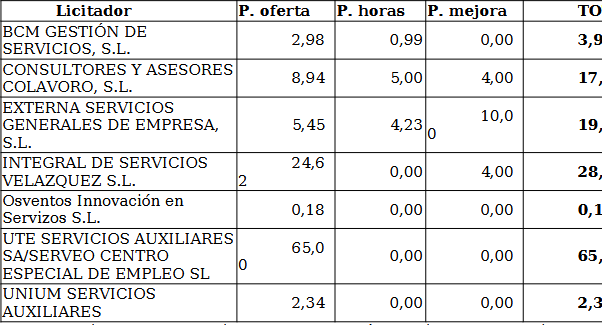 Licitador P. oferta P. horas P. mejora TO
BCM GESTIÓN DE
SERVICIOS, S.L. 2,98 0,99 0,00 3,9
CONSULTORES Y ASESORES
COLAVORO, S.L. 8,94 5,00 4,00 17,
EXTERNA SERVICIOS
GENERALES DE EMPRESA,
S.L. 5,45 4,23 10,0
0 19,
INTEGRAL DE SERVICIOS
VELAZQUEZ S.L. 24,6
2 0,00 4,00 28,
Osventos Innovación en
Servizos S.L. 0,18 0,00 0,00 0,1
UTE SERVICIOS AUXILIARES
SA/SERVEO CENTRO
ESPECIAL DE EMPLEO SL 65,0
0 0,00 0,00 65,
UNIUM SERVICIOS
AUXILIARES 2,34 0,00 0,00 2,3